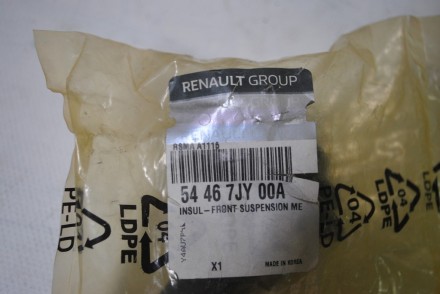 RENAULT GROUP
54 46 7JY 00A
INSUL-FRONT SUSPENSION ME
X1
MADE IN KOREA
04
PE-LD
04
LDPE
04
PE-LD
04
LDPE